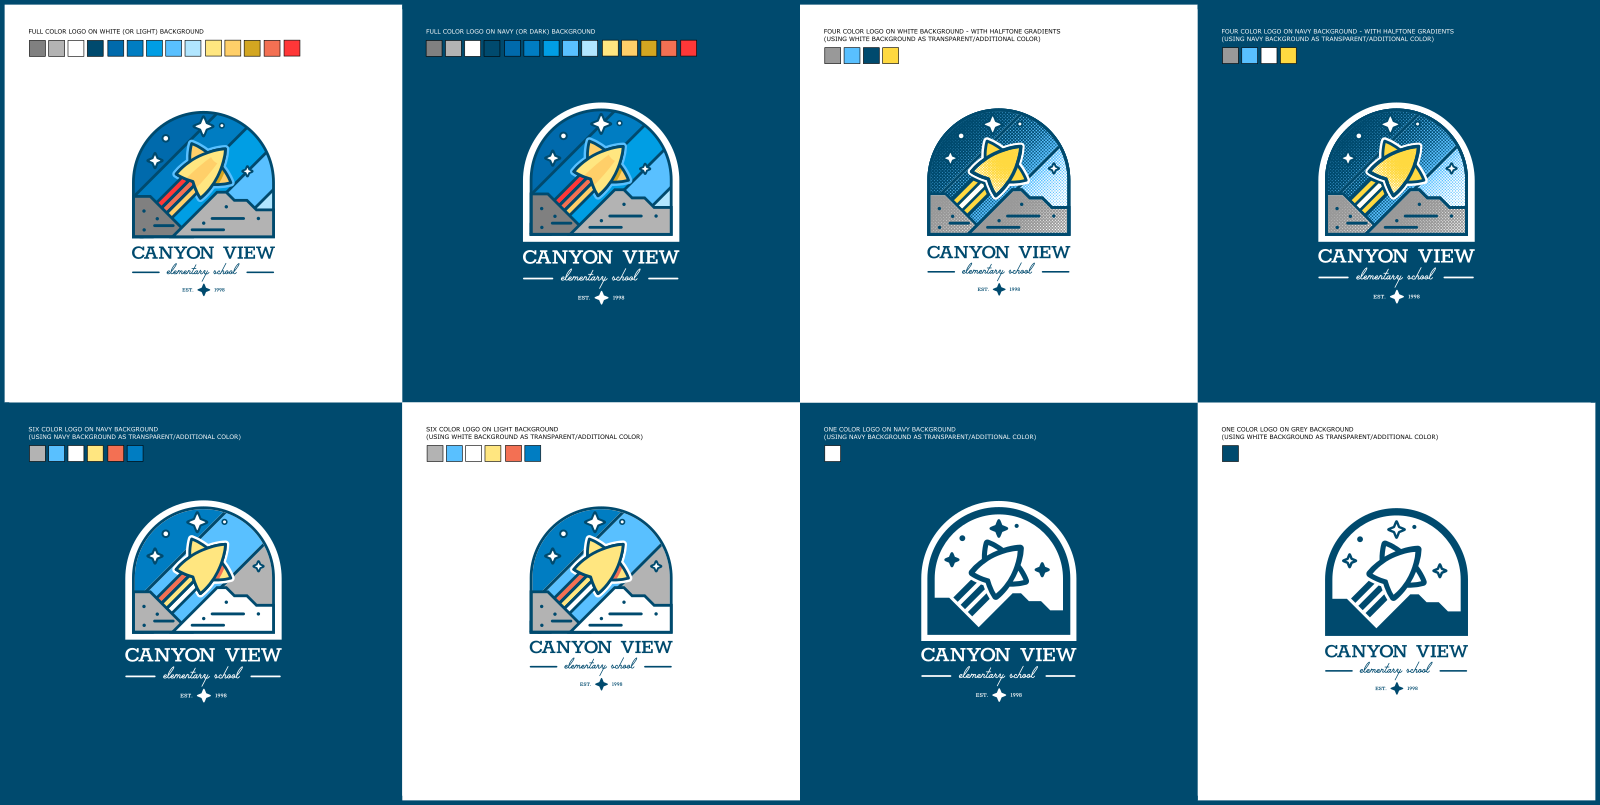 FULL COLOR LOGO ON WHITE (OR LIGHT) BACKGROUND
CANYON VIEW
elementary school
EST. 1998
FULL COLOR LOGO ON NAVY (OR DARK) BACKGROUND
CANYON VIEW
elementary school
EST. 1998
FOUR COLOR LOGO ON WHITE BACKGROUND - WITH HALFTONE GRADIENTS
(USING WHITE BACKGROUND AS TRANSPARENT/ADDITIONAL COLOR)
CANYON VIEW
elementary school
EST. 1998
FOUR COLOR LOGO ON NAVY BACKGROUND - WITH HALFTONE GRADIENTS
(USING NAVY BACKGROUND AS TRANSPARENT/ADDITIONAL COLOR)
CANYON VIEW
elementary school
EST. 1998
SIX COLOR LOGO ON NAVY BACKGROUND
(USING NAVY BACKGROUND AS TRANSPARENT/ADDITIONAL COLOR)
CANYON VIEW
elementary school
EST. 1998
SIX COLOR LOGO ON LIGHT BACKGROUND
(USING WHITE BACKGROUND AS TRANSPARENT/ADDITIONAL COLOR)
CANYON VIEW
elementary school
EST. 1998
ONE COLOR LOGO ON NAVY BACKGROUND
(USING NAVY BACKGROUND AS TRANSPARENT/ADDITIONAL COLOR)
CANYON VIEW
elementary school
EST. 1998
ONE COLOR LOGO ON GREY BACKGROUND
(USING WHITE BACKGROUND AS TRANSPARENT/ADDITIONAL COLOR)
CANYON VIEW
elementary school
EST. 1998